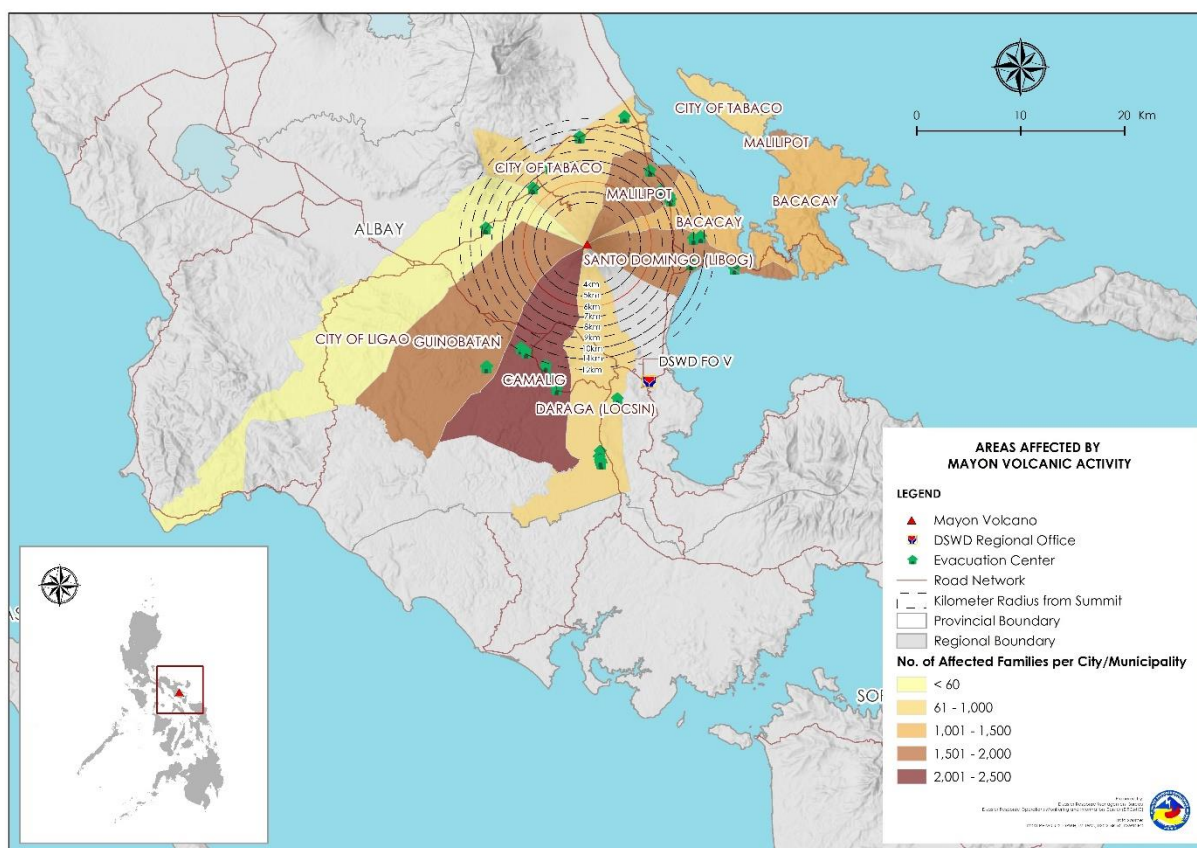 CITY OF TABACO
0 10 20 Km
MALILIPOT
CITY OF TABACO
MALILIPOT
BACACAY
BACACAY
ALBAY
SANTO DOMINGO (LIBOG)
4km
5km
6km
7km
8km
9km
10km
11km
12km
CITY OF LIGAO
GUINOBATAN
DSWD FO V
CAMALIG
DARAGA (LOCSIN)
AREAS AFFECTED BY
MAYON VOLCANIC ACTIVITY
LEGEND
Mayon Volcano
DSWD Regional Office
Evacuation Center
Road Network
Kilometer Radius from Summit
Provincial Boundary
Regional Boundary
No. of Affected Families per City/Municipality
< 60
61 - 1,000
1,001 - 1,500
1,501 - 2,000
2,001 - 2,500